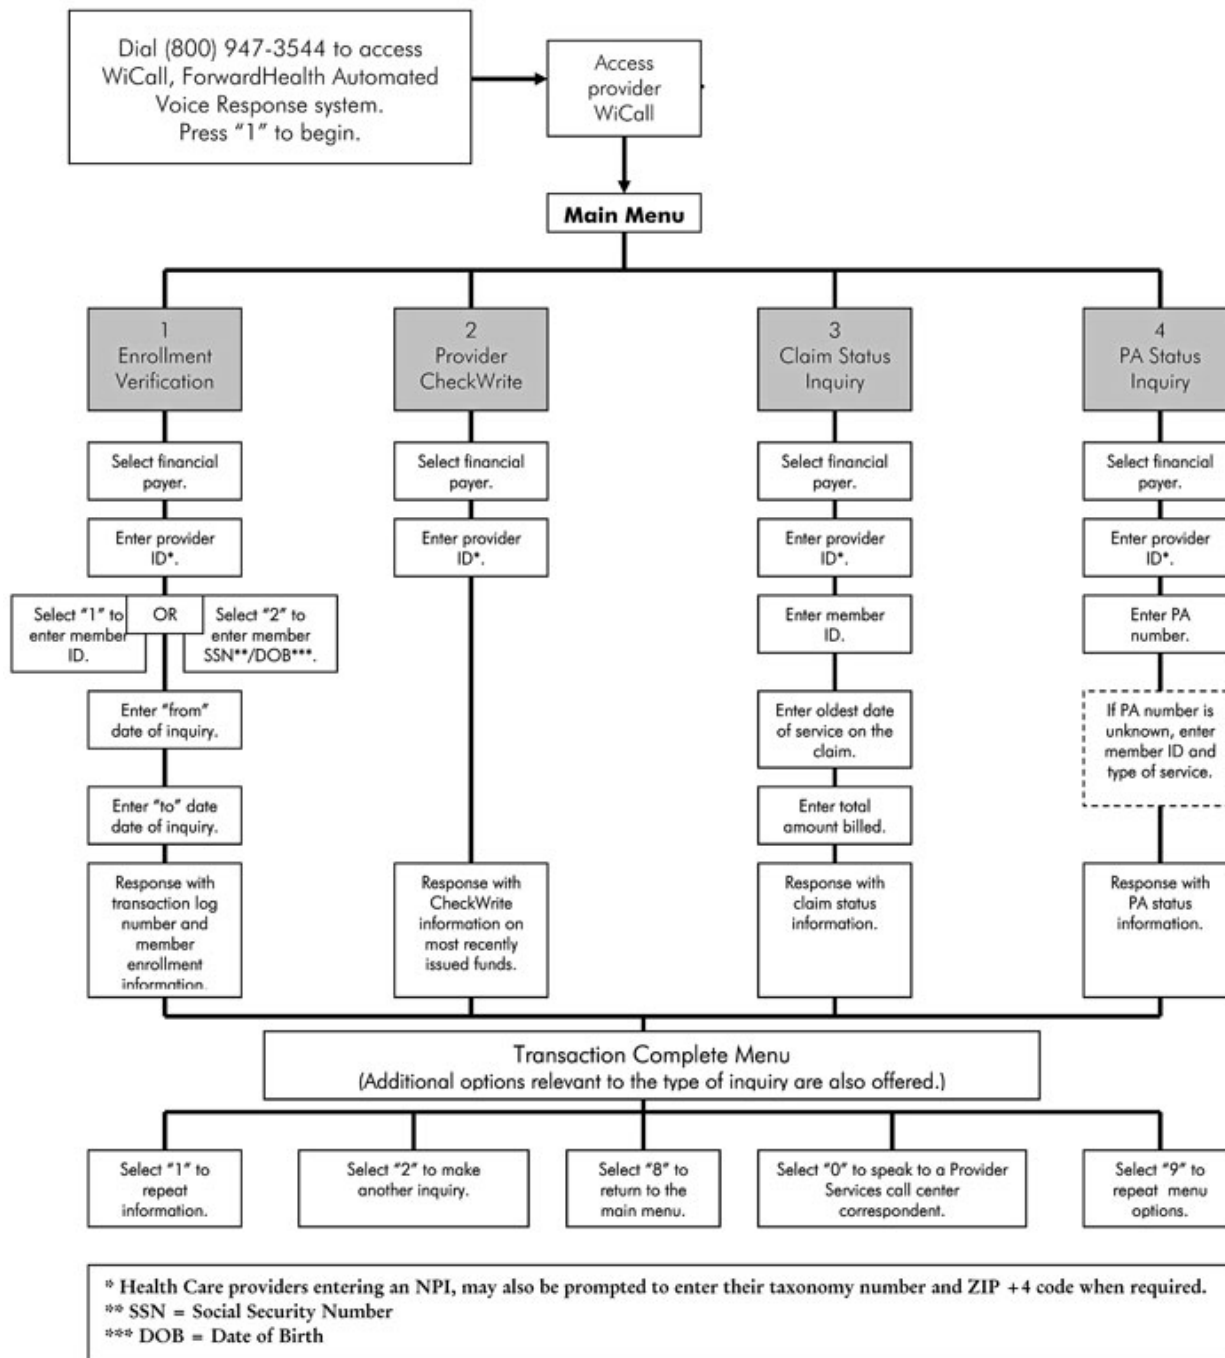 Dial (800) 947-3544 to access
WiCall, ForwardHealth Automated
Voice Response system.
Press “1” to begin.
Access
provider
WiCall
Main Menu
1
Enrollment
Verification
2
Provider
CheckWrite
3
Claim Status
Inquiry
4
PA Status
Inquiry
Select financial
payer.
Select financial
payer.
Select financial
payer.
Select financial
payer.
Enter provider
ID*.
Enter provider
ID*.
Enter provider
ID*.
Enter provider
ID*.
Select “1” to
enter member
ID.
OR
Select “2” to
enter member
SSN**/DOB***.
Enter member
ID.
Enter PA
number.
Enter “from”
date of inquiry.
Enter oldest date
of service on the
claim.
If PA number is
unknown, enter
member ID and
type of service.
Enter “to” date
date of inquiry.
Enter total
amount billed.
Response with
transaction log
number and
member
enrollment
information.
Response with
CheckWrite
information on
most recently
issued funds.
Response with
claim status
information.
Response with
PA status
information.
Transaction Complete Menu
(Additional options relevant to the type of inquiry are also offered.)
Select “1” to
repeat
information.
Select “2” to make
another inquiry.
Select “8” to
return to the
main menu.
Select “0” to speak to a Provider
Services call center
correspondent.
Select “9” to
repeat menu
options.
* Health Care providers entering an NPI, may also be prompted to enter their taxonomy number and ZIP +4 code when required.
** SSN = Social Security Number
*** DOB = Date of Birth